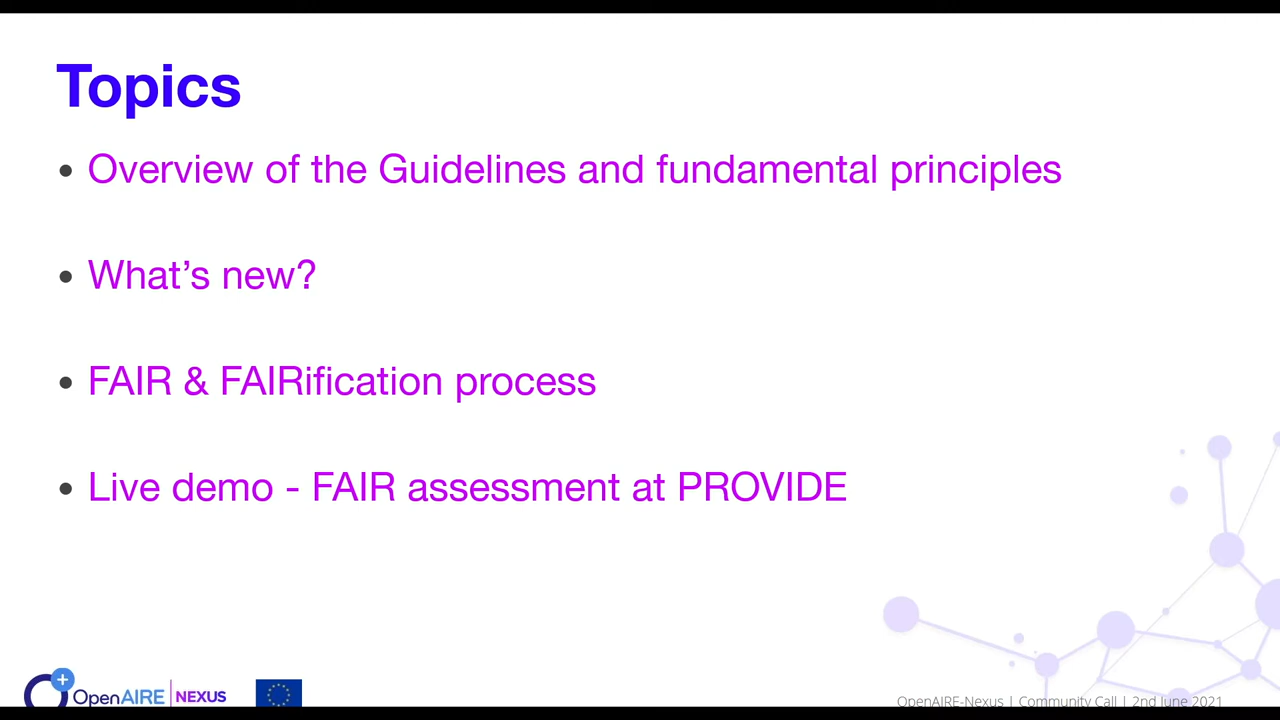 Topics
• Overview of the Guidelines and fundamental principles
• What’s new?
• FAIR & FAIRification process
• Live demo - FAIR assessment at PROVIDE
OpenAIRE | NEXUS
OpenAIRE-Nexus | Community Call | 2nd June 2021